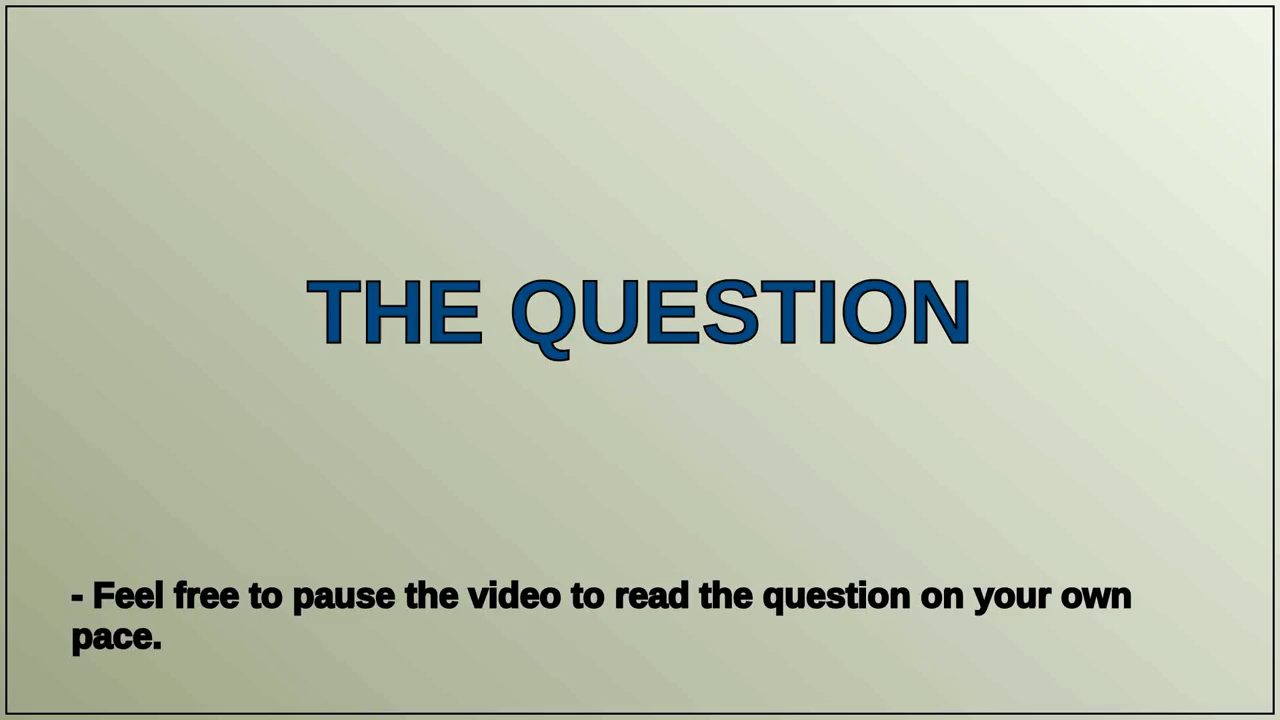 THE QUESTION
- Feel free to pause the video to read the question on your own
pace.